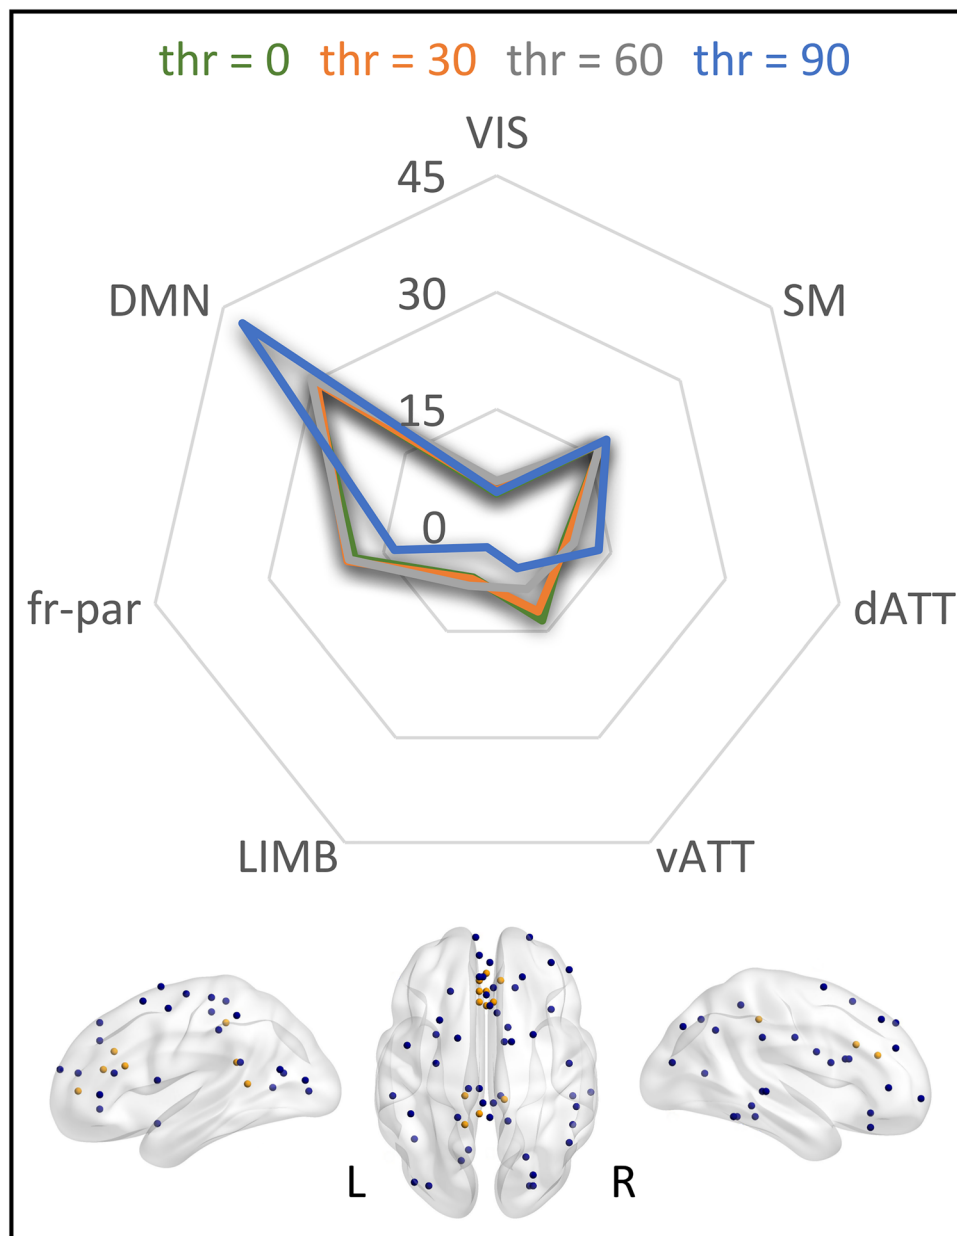 thr = 0 thr = 30 thr = 60 thr = 90
VIS
45
DMN
30
SM
15
0
fr-par
dATT
LIMB
vATT
L
R